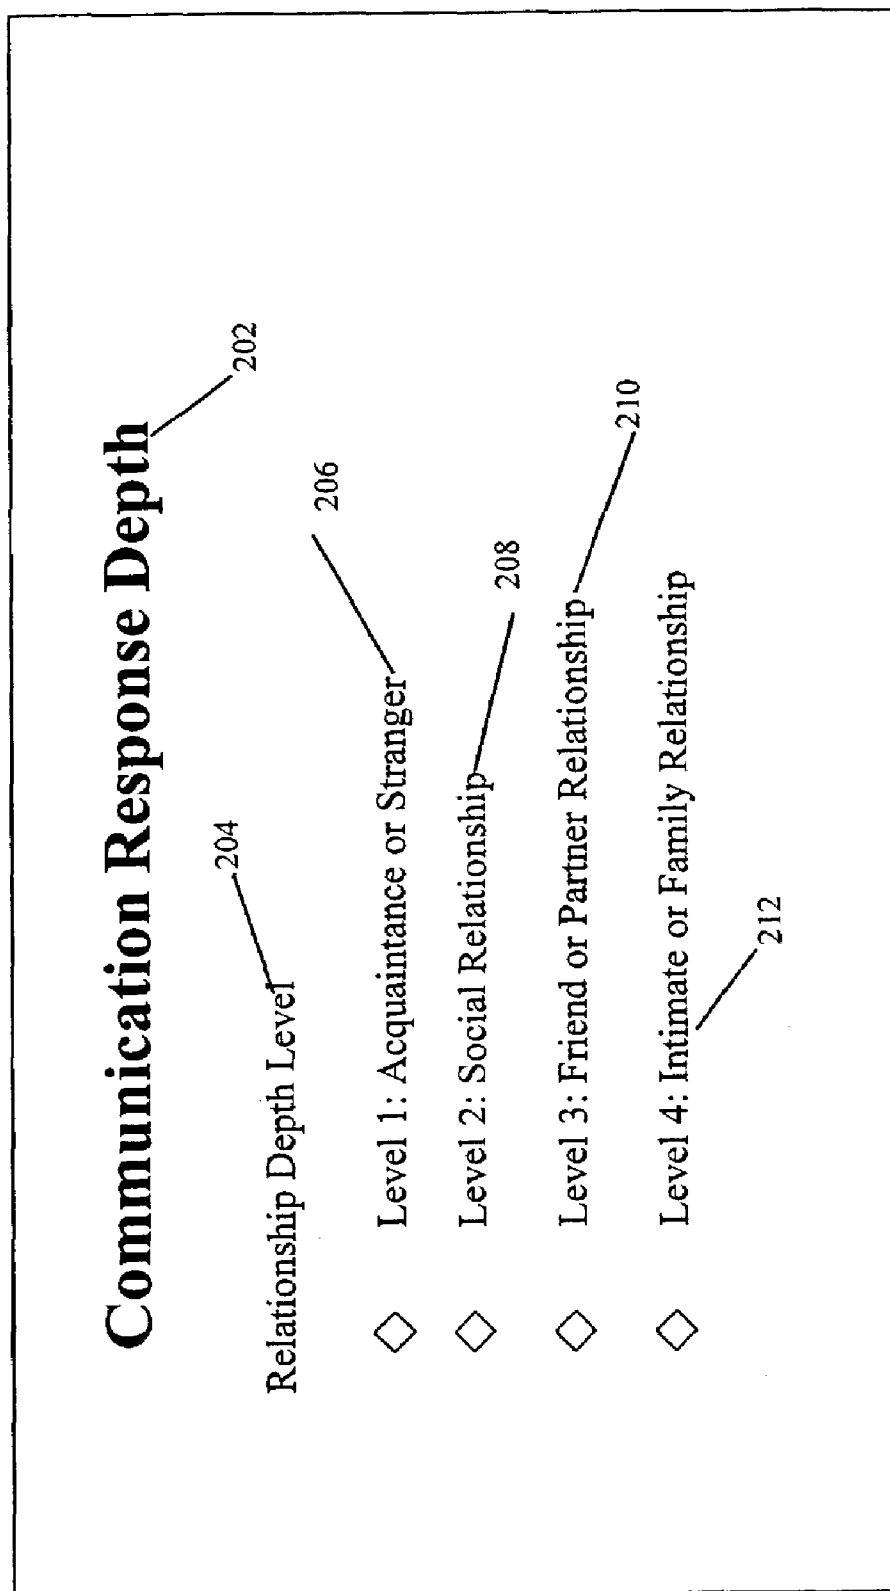 Communication Response Depth
202
Relationship Depth Level
204
Level 1: Acquaintance or Stranger
206
Level 2: Social Relationship
208
Level 3: Friend or Partner Relationship
210
Level 4: Intimate or Family Relationship
212